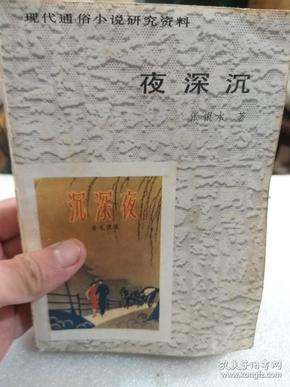 现代通俗小说研究资料
夜深沉
张恨水 著
沉深夜
孔夫子旧书网